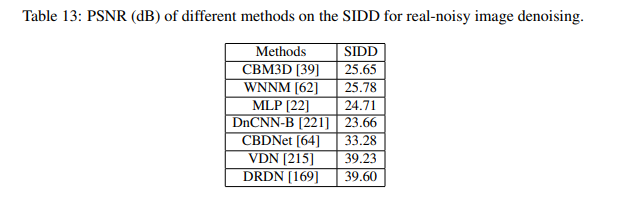 Table 13: PSNR (dB) of different methods on the SIDD for real-noisy image denoising.
Methods SIDD
CBM3D [39] 25.65
WNNM [62] 25.78
MLP [22] 24.71
DnCNN-B [221] 23.66
CBDNet [64] 33.28
VDN [215] 39.23
DRDN [169] 39.60